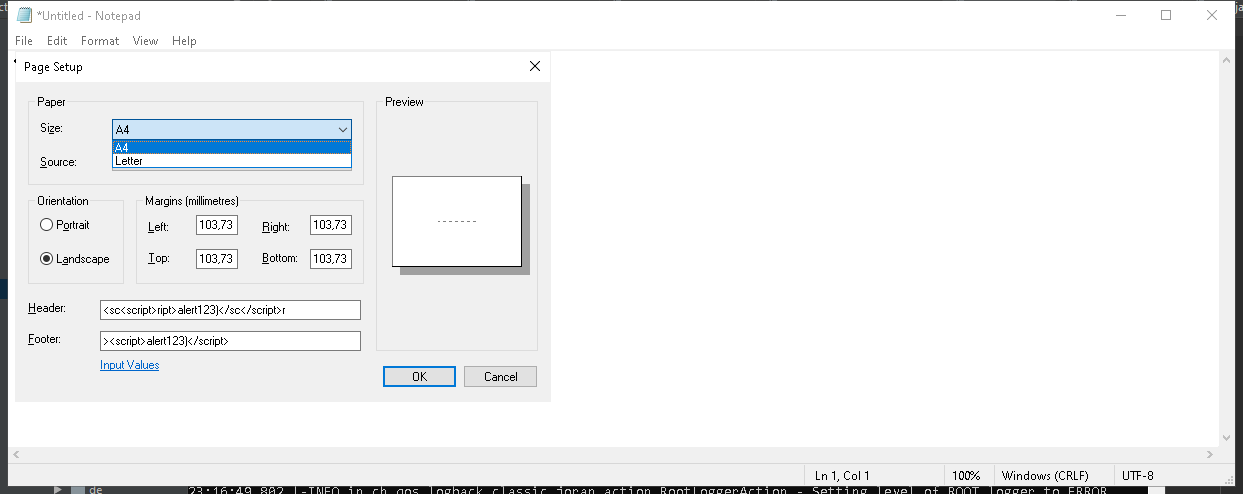 *Untitled - Notepad
File Edit Format View Help
Page Setup
Paper
Size:
A4
A4
Letter
Source:
Preview
Orientation
Portrait
Landscape
Margins (millimetres)
Left: 103,73 Right: 103,73
Top: 103,73 Bottom: 103,73
Header: <sc<script>ript>alert123)</sc</script>r
Footer: ><script>alert123)</script>
Input Values
OK Cancel
Ln 1, Col 1 100% Windows (CRLF) UTF-8
de 23:16:49,802 |-INFO in ch.qos.logback.classic.joran.action.RootLoggerAction - Setting level of ROOT logger to ERROR